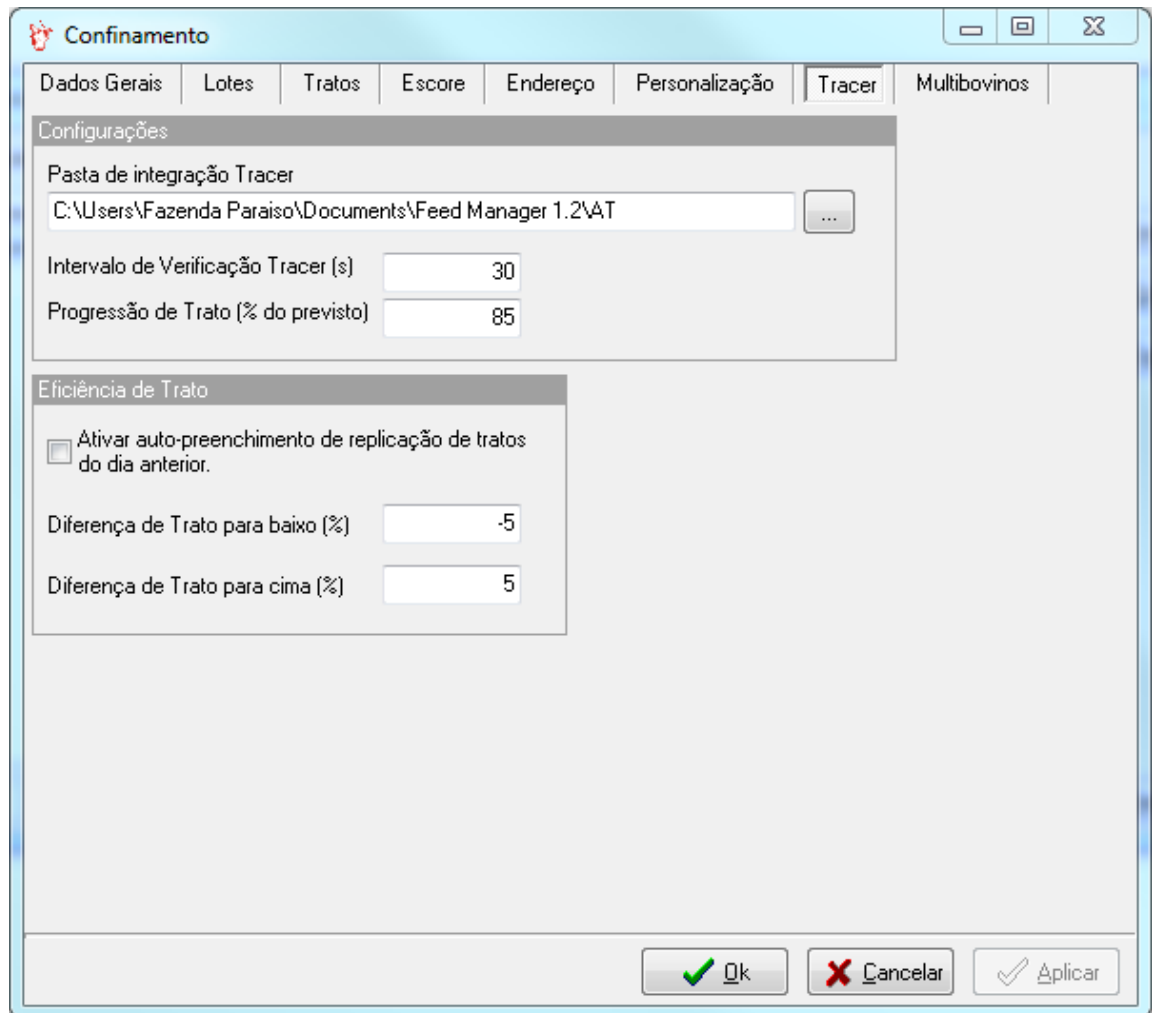 Confinamento
Dados Gerais Lotes Tratos Escore Endereço Personalização Tracer Multibovinos
Configurações
Pasta de integração Tracer
C:\Users\Fazenda Paraiso\Documents\Feed Manager 1.2\AT ...
Intervalo de Verificação Tracer (s) 30
Progressão de Trato (% do previsto) 85
Eficiência de Trato
Ativar auto-preenchimento de replicação de tratos
do dia anterior.
Diferença de Trato para baixo (%) -5
Diferença de Trato para cima (%) 5
Ok Cancelar Aplicar